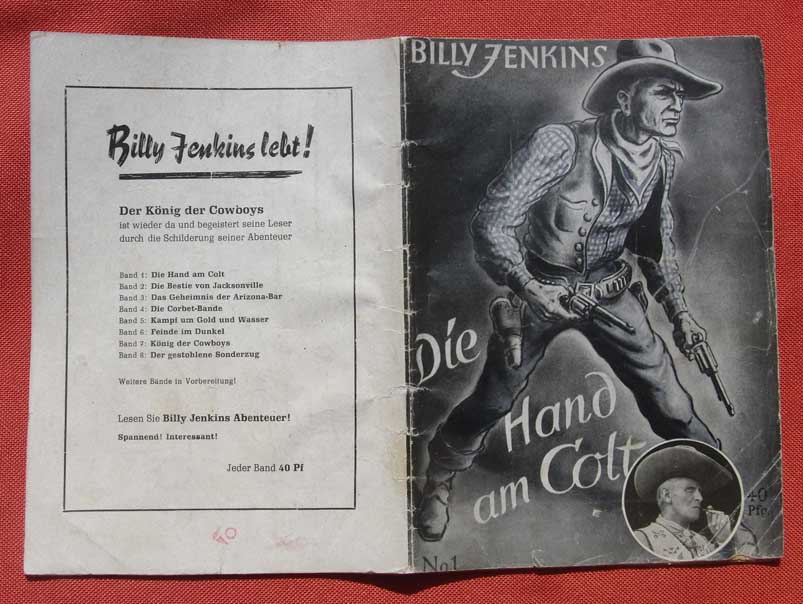 Billy Jenkins lebt!
Der König der Cowboys
ist wieder da und begeistert seine Leser
durch die Schilderung seiner Abenteuer
Band 1: Die Hand am Colt
Band 2: Die Bestie von Jacksonville
Band 3: Das Geheimnis der Arizona-Bar
Band 4: Die Corbet-Bande
Band 5: Kampf um Gold und Wasser
Band 6: Feinde im Dunkel
Band 7: König der Cowboys
Band 8: Der gestohlene Sonderzug
Weitere Bände in Vorbereitung!
Lesen Sie Billy Jenkins Abenteuer!
Spannend! Interessant!
Jeder Band 40 Pf
BILLY JENKINS
Die
Hand
am Colt
40
Pfg
No 1